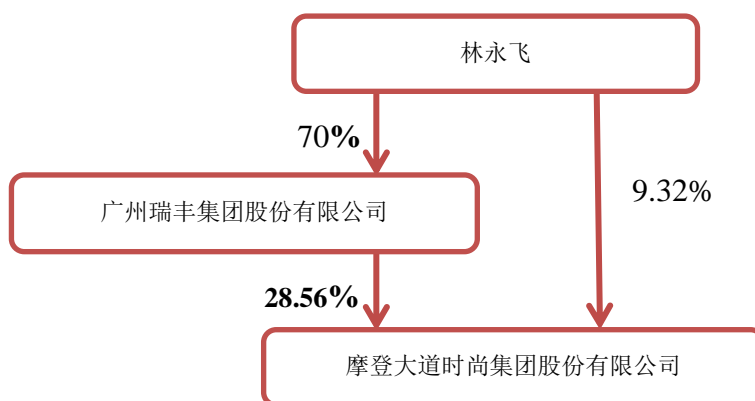 林永飞
70%
广州瑞丰集团股份有限公司
9.32%
28.56%
摩登大道时尚集团股份有限公司